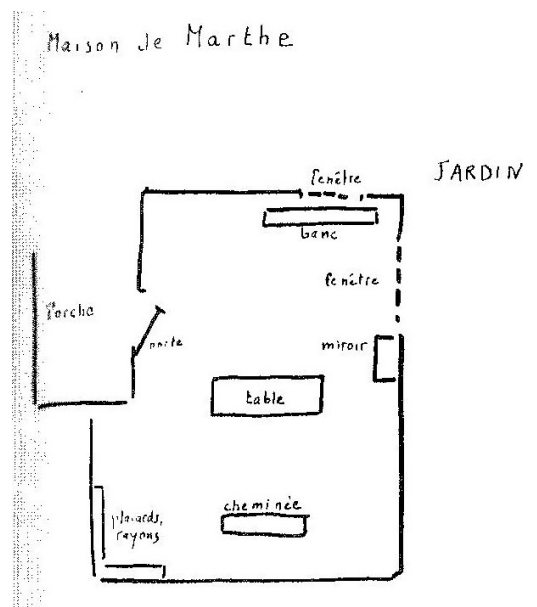 Maison de Marthe
JARDIN
fenêtre
banc
fenêtre
Porche
porte
miroir
table
cheminée
placards,
rayons